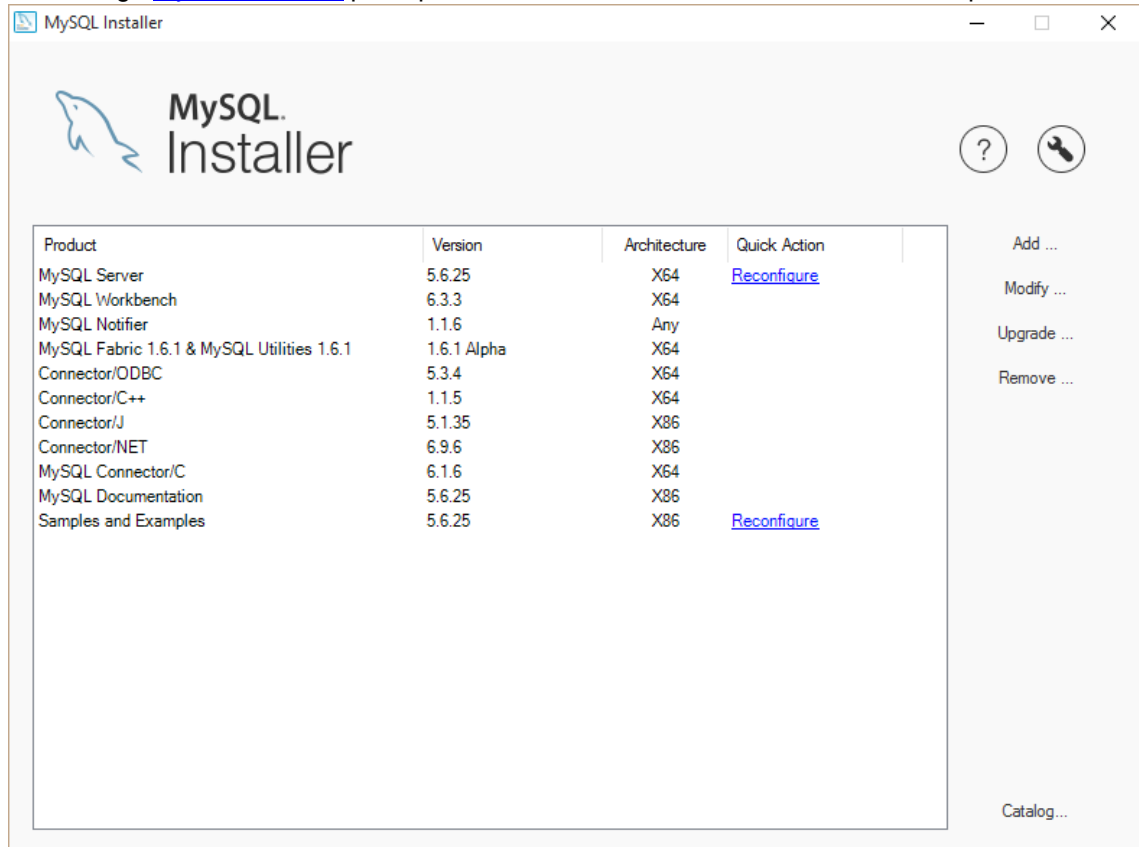 MySQL Installer
MySQL.
Installer
?
Product Version Architecture Quick Action
MySQL Server 5.6.25 X64 Reconfigure
MySQL Workbench 6.3.3 X64
MySQL Notifier 1.1.6 Any
MySQL Fabric 1.6.1 & MySQL Utilities 1.6.1 1.6.1 Alpha X64
Connector/ODBC 5.3.4 X64
Connector/C++ 1.1.5 X64
Connector/J 5.1.35 X86
Connector/NET 6.9.6 X86
MySQL Connector/C 6.1.6 X64
MySQL Documentation 5.6.25 X86
Samples and Examples 5.6.25 X86 Reconfigure
Add ...
Modify ...
Upgrade ...
Remove ...
Catalog...